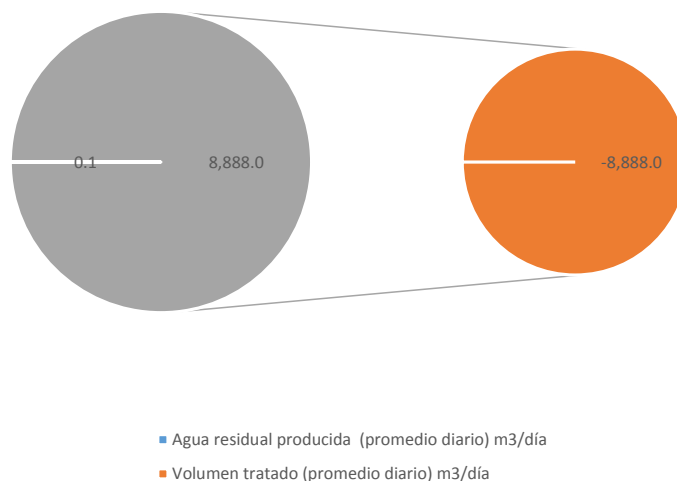 0.1
8,888.0
-8,888.0
Agua residual producida  (promedio diario) m3/día
Volumen tratado (promedio diario) m3/día